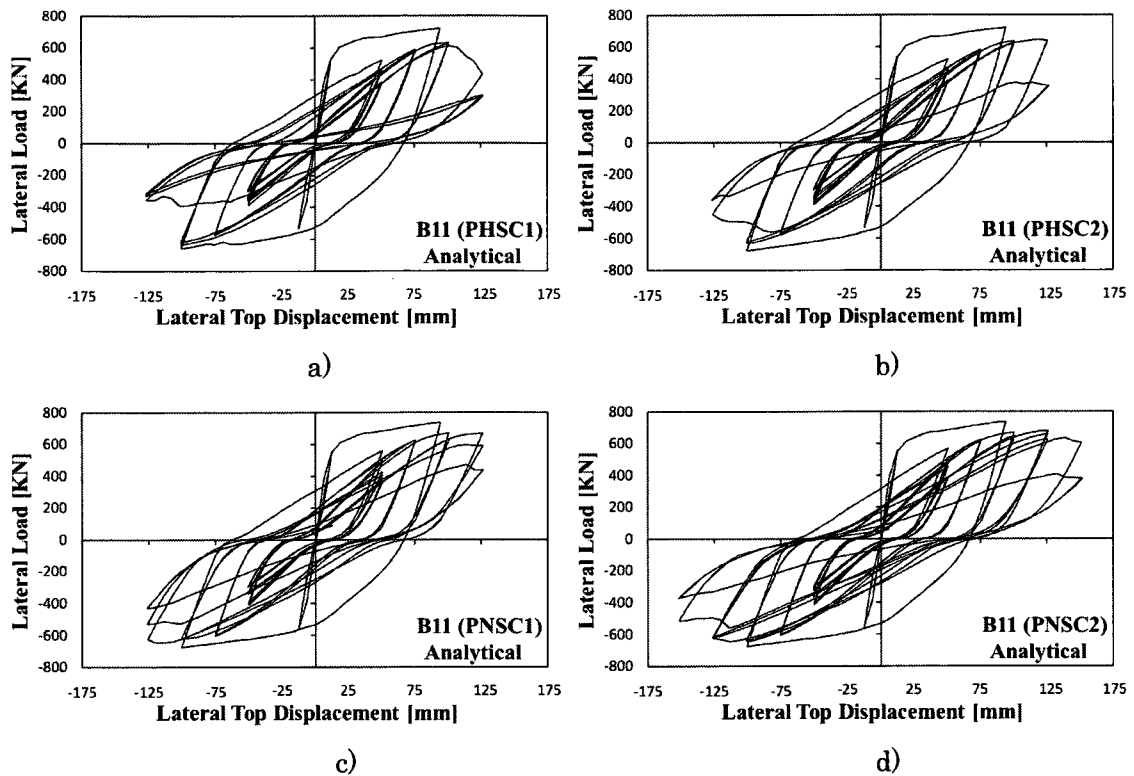 800
600
400
200
0
-200
-400
-600
-800
Lateral Load [KN]
B11 (PHSC1)
Analytical
-175 -125 -75 -25 25 75 125 175
Lateral Top Displacement [mm]
a)
800
600
400
200
0
-200
-400
-600
-800
Lateral Load [KN]
B11 (PHSC2)
Analytical
-175 -125 -75 -25 25 75 125 175
Lateral Top Displacement [mm]
b)
800
600
400
200
0
-200
-400
-600
-800
Lateral Load [KN]
B11 (PNSC1)
Analytical
-175 -125 -75 -25 25 75 125 175
Lateral Top Displacement [mm]
c)
800
600
400
200
0
-200
-400
-600
-800
Lateral Load [KN]
B11 (PNSC2)
Analytical
-175 -125 -75 -25 25 75 125 175
Lateral Top Displacement [mm]
d)